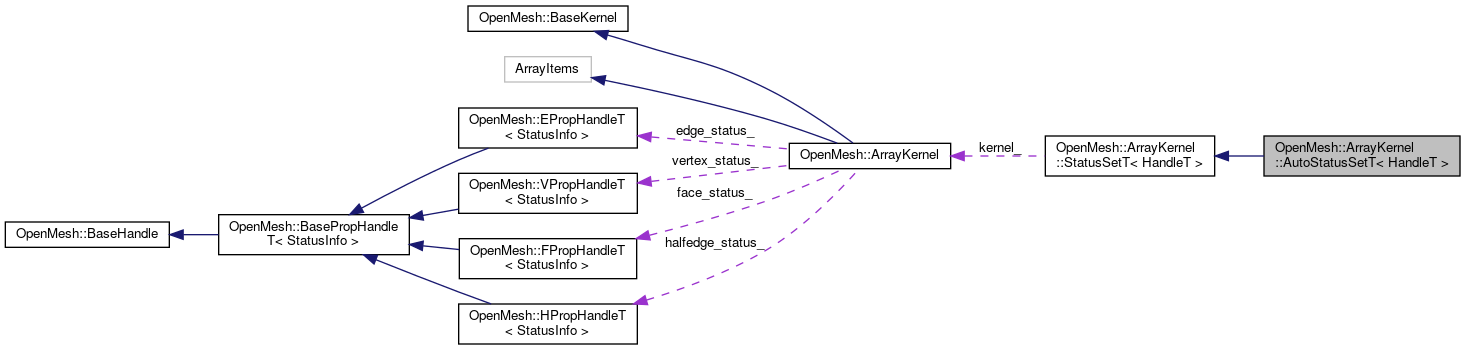 OpenMesh::BaseKernel
ArrayItems
OpenMesh::EPropHandleT
< StatusInfo >
edge_status_
OpenMesh::ArrayKernel
kernel_
OpenMesh::ArrayKernel
::StatusSetT< HandleT >
OpenMesh::ArrayKernel
::AutoStatusSetT< HandleT >
vertex_status_
OpenMesh::VPropHandleT
< StatusInfo >
face_status_
OpenMesh::BaseHandle
OpenMesh::BasePropHandle
T< StatusInfo >
OpenMesh::FPropHandleT
< StatusInfo >
halfedge_status_
OpenMesh::HPropHandleT
< StatusInfo >